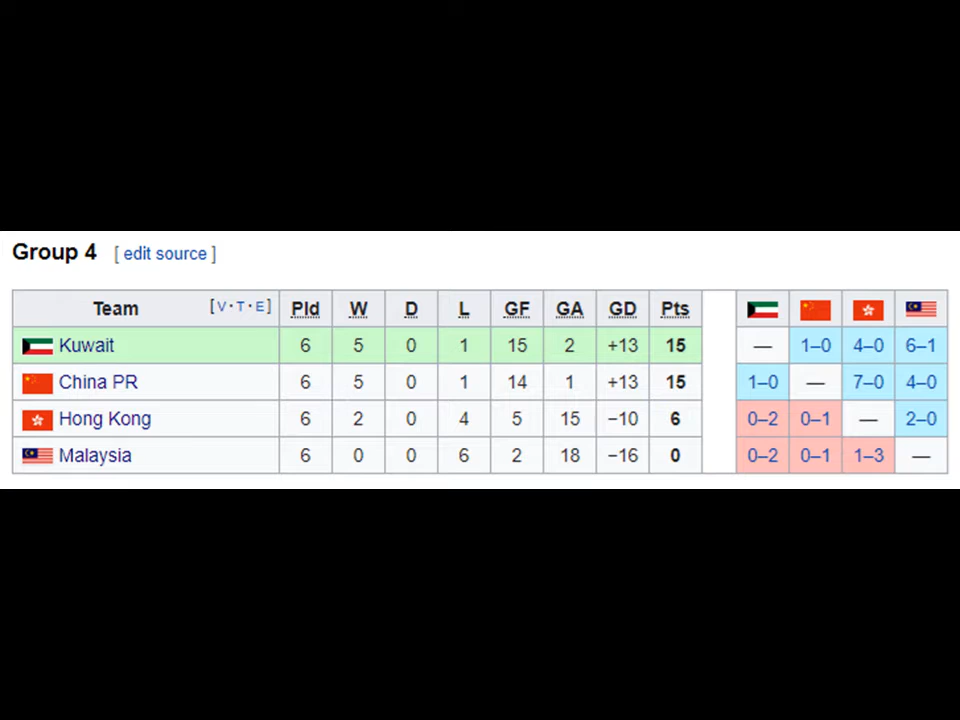 Group 4 [ edit source ]
Team [V·T·E] Pld W D L GF GA GD Pts
Kuwait 6 5 0 1 15 2 +13 15 — 1–0 4–0 6–1
China PR 6 5 0 1 14 1 +13 15 1–0 — 7–0 4–0
Hong Kong 6 2 0 4 5 15 −10 6 0–2 0–1 — 2–0
Malaysia 6 0 0 6 2 18 −16 0 0–2 0–1 1–3 —